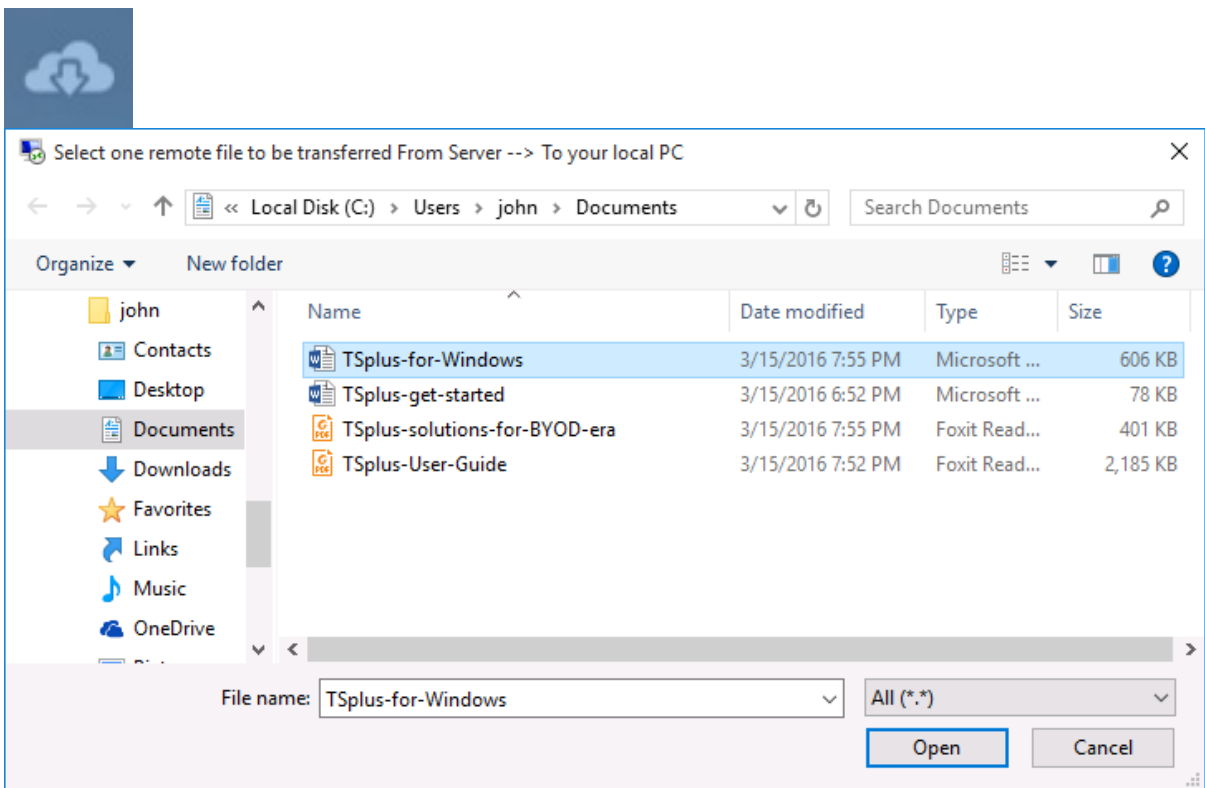 Select one remote file to be transferred From Server --> To your local PC
« Local Disk (C:) > Users > john > Documents
Search Documents
Organize
New folder
john
Contacts
Desktop
Documents
Downloads
Favorites
Links
Music
OneDrive
Name Date modified Type Size
TSplus-for-Windows 3/15/2016 7:55 PM Microsoft ... 606 KB
TSplus-get-started 3/15/2016 6:52 PM Microsoft ... 78 KB
TSplus-solutions-for-BYOD-era 3/15/2016 7:55 PM Foxit Read... 401 KB
TSplus-User-Guide 3/15/2016 7:52 PM Foxit Read... 2,185 KB
File name: TSplus-for-Windows
All (*.*)
Open
Cancel